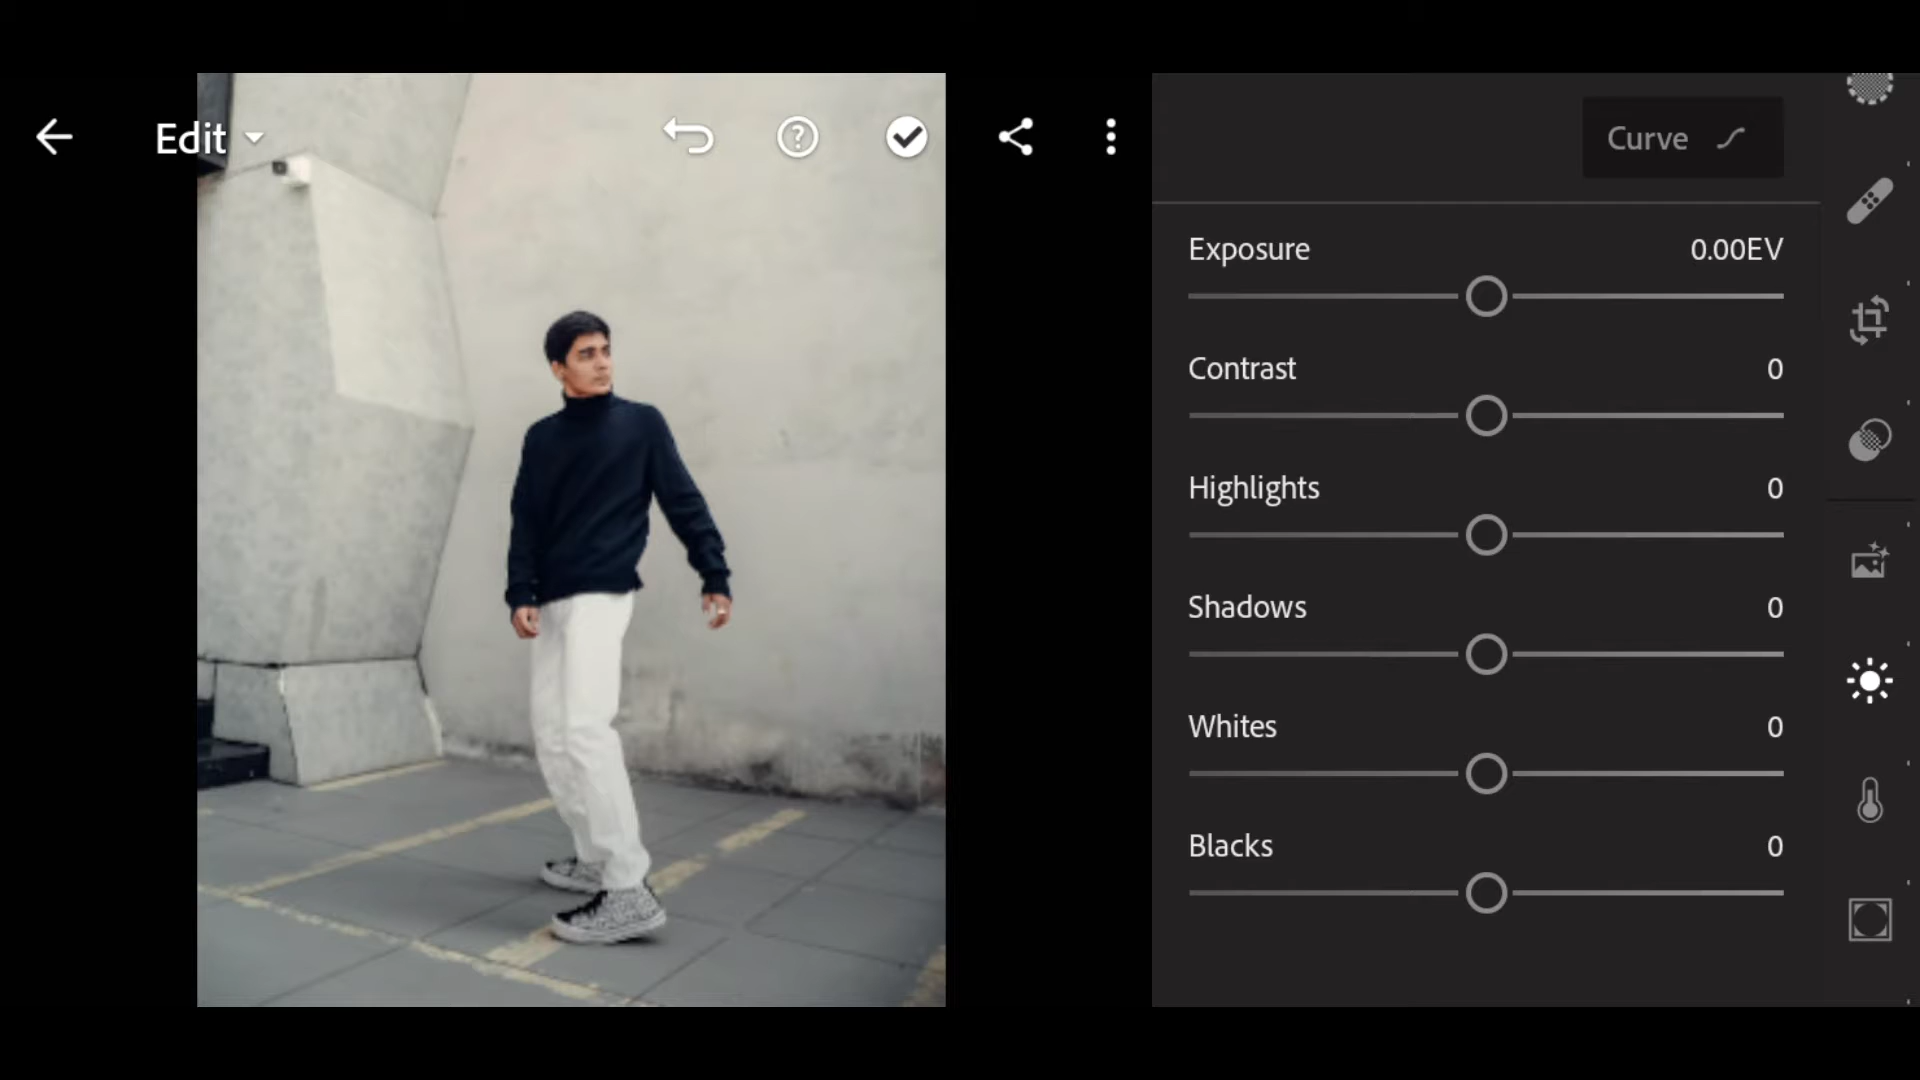 Edit
Curve
Exposure 0.00EV
Contrast 0
Highlights 0
Shadows 0
Whites 0
Blacks 0